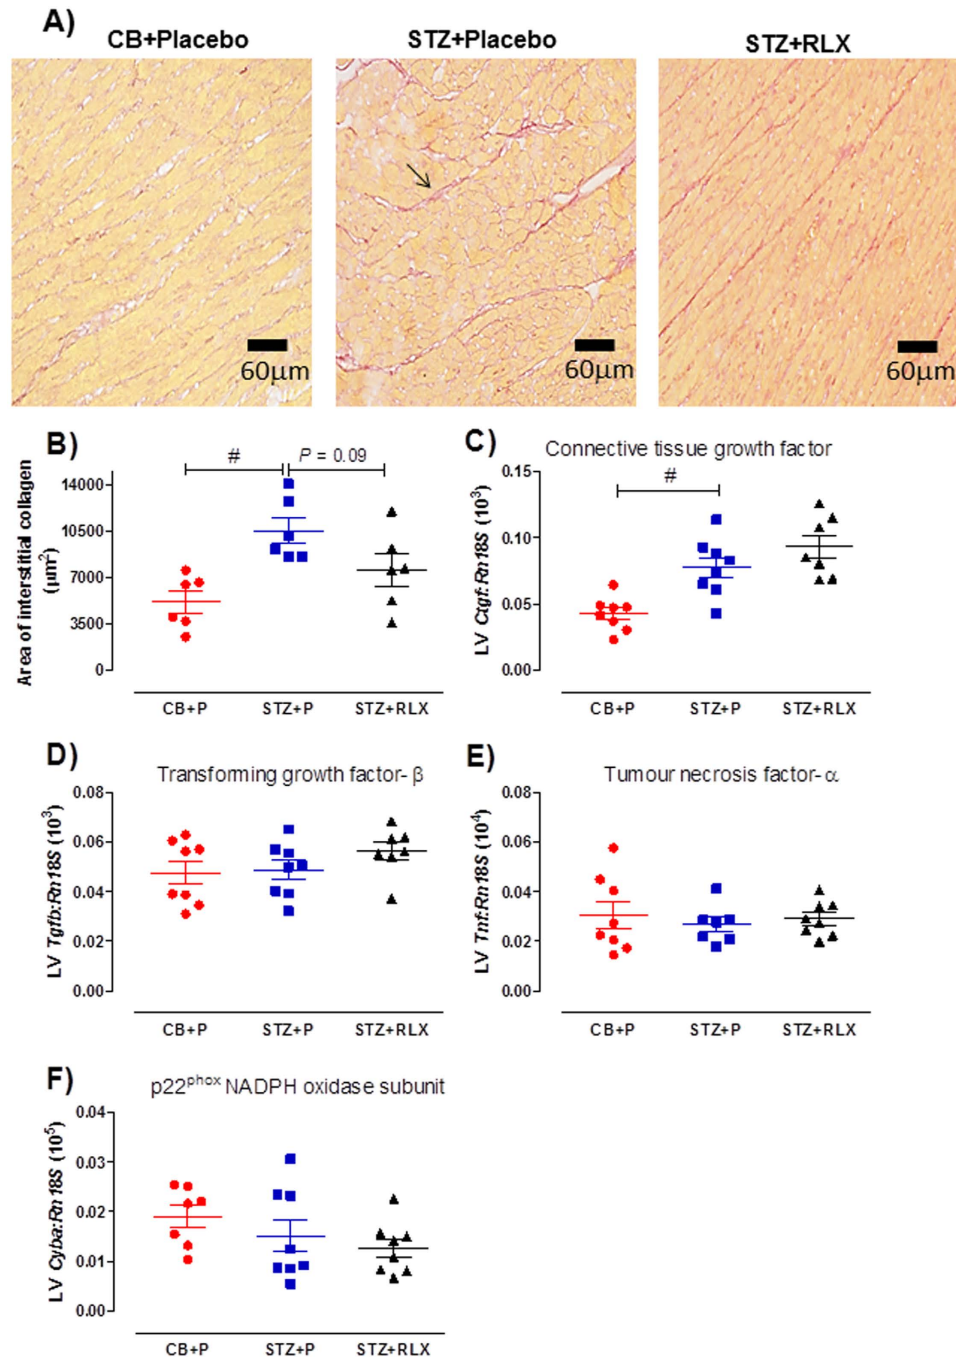 A)
CB+Placebo STZ+Placebo STZ+RLX
60μm 60μm 60μm
B)
# P = 0.09
Area of interstitial collagen
(μm²)
14000
10500
7000
3500
0
CB+P STZ+P STZ+RLX
C)
Connective tissue growth factor
#
LV Ctgf:Rn18S (10³)
0.15
0.10
0.05
0.00
CB+P STZ+P STZ+RLX
D)
Transforming growth factor- β
LV Tgfb:Rn18S (10³)
0.08
0.06
0.04
0.02
0.00
CB+P STZ+P STZ+RLX
E)
Tumour necrosis factor- α
LV Tnf:Rn18S (10⁴)
0.08
0.06
0.04
0.02
0.00
CB+P STZ+P STZ+RLX
F)
p22ᵖʰᵒˣ NADPH oxidase subunit
LV Cyba:Rn18S (10⁵)
0.04
0.03
0.02
0.01
0.00
CB+P STZ+P STZ+RLX